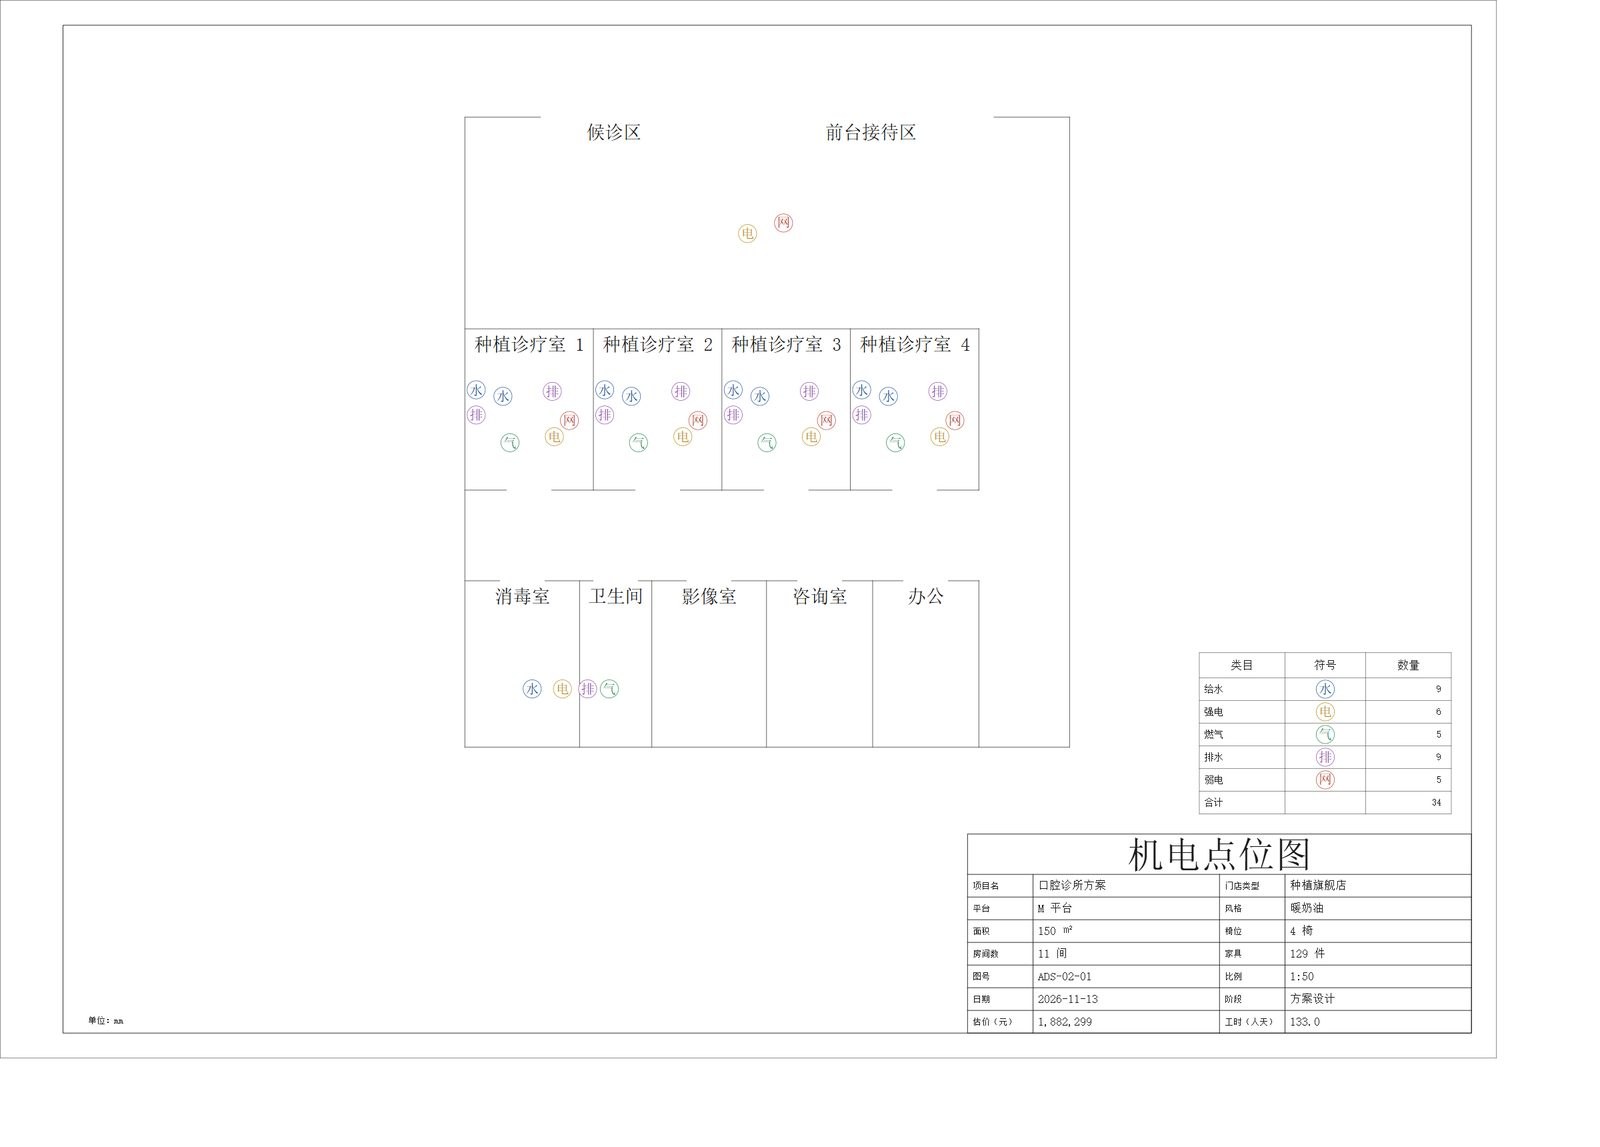 候诊区 前台接待区
网
电
种植诊疗室 1 种植诊疗室 2 种植诊疗室 3 种植诊疗室 4
水 水 排 水 水 排 水 水 排 水 水 排
排 网 排 网 排 网 排 网
气 电 气 电 气 电 气 电
消毒室 卫生间 影像室 咨询室 办公
水 电 排 气
类目 符号 数量
给水 水 9
强电 电 6
燃气 气 5
排水 排 9
弱电 网 5
合计 34
机电点位图
项目名 口腔诊所方案 门店类型 种植旗舰店
平台 M 平台 风格 暖奶油
面积 150 m² 椅位 4 椅
房间数 11 间 家具 129 件
图号 ADS-02-01 比例 1:50
日期 2026-11-13 阶段 方案设计
估价（元） 1,882,299 工时（人天） 133.0
单位: mm